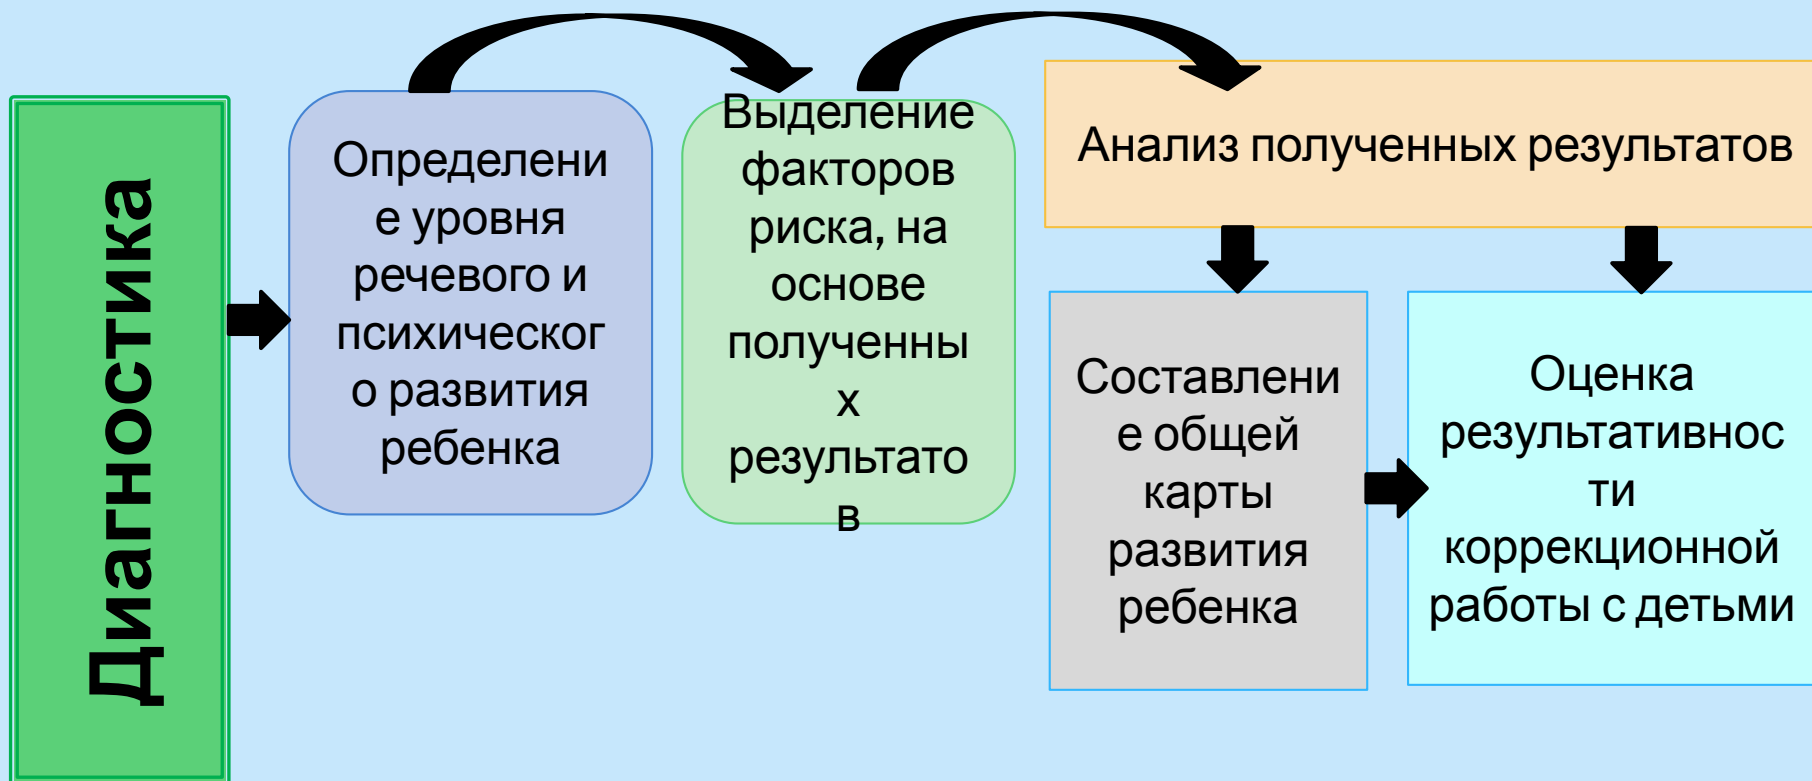 Диагностика
Определени
е уровня
речевого и
психическог
о развития
ребенка
Выделение
факторов
риска, на
основе
полученны
х
результато
в
Анализ полученных результатов
Составлени
е общей
карты
развития
ребенка
Оценка
результативнос
ти
коррекционной
работы с детьми